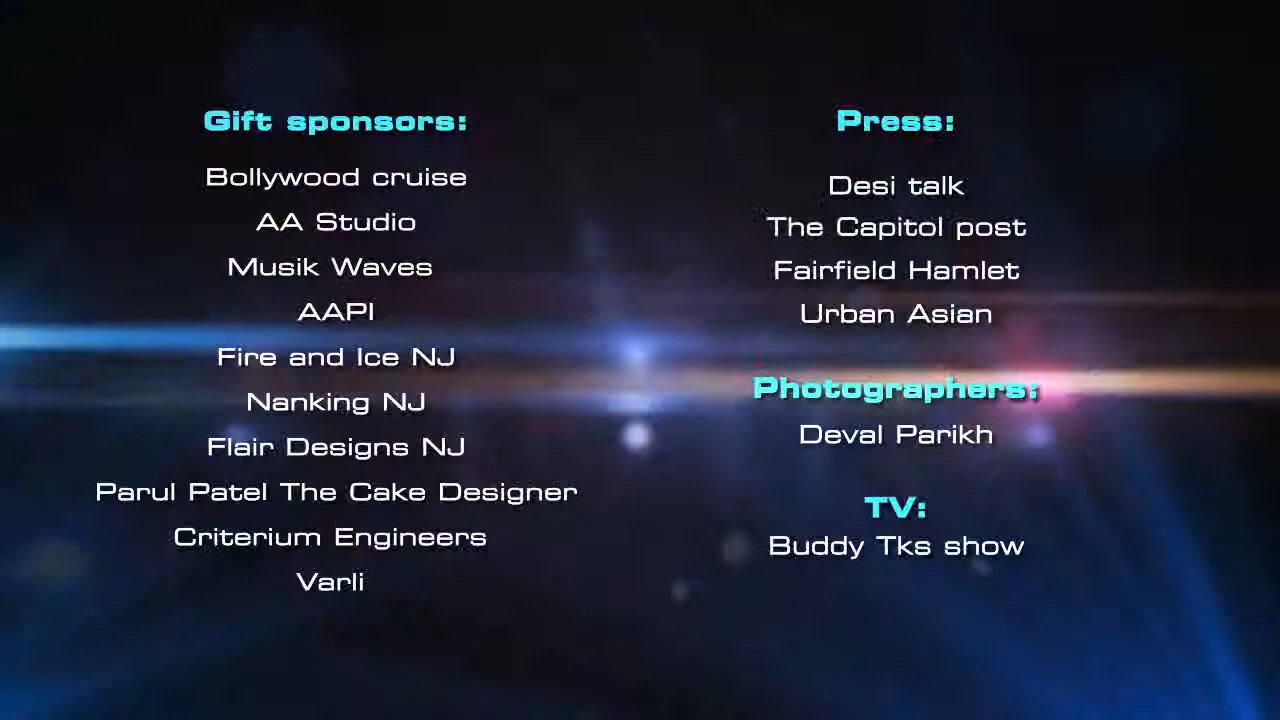 Gift sponsors:
Bollywood cruise
AA Studio
Musik Waves
AAPI
Fire and Ice NJ
Nanking NJ
Flair Designs NJ
Parul Patel The Cake Designer
Criterium Engineers
Varli
Press:
Desi talk
The Capitol post
Fairfield Hamlet
Urban Asian
Photographers:
Deval Parikh
TV:
Buddy Tks show